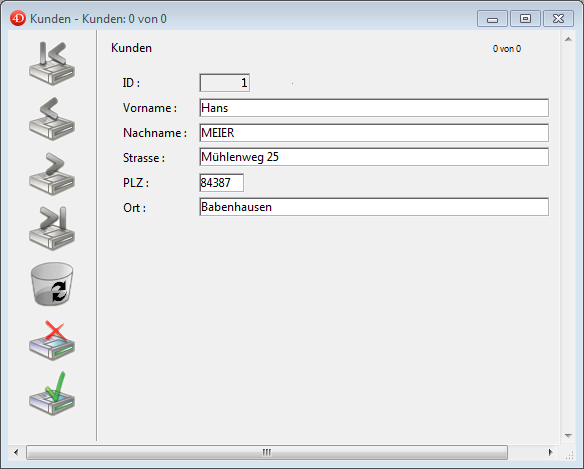 4D Kunden - Kunden: 0 von 0
Kunden 0 von 0
ID : 1
Vorname : Hans
Nachname : MEIER
Strasse : Mühlenweg 25
PLZ : 84387
Ort : Babenhausen